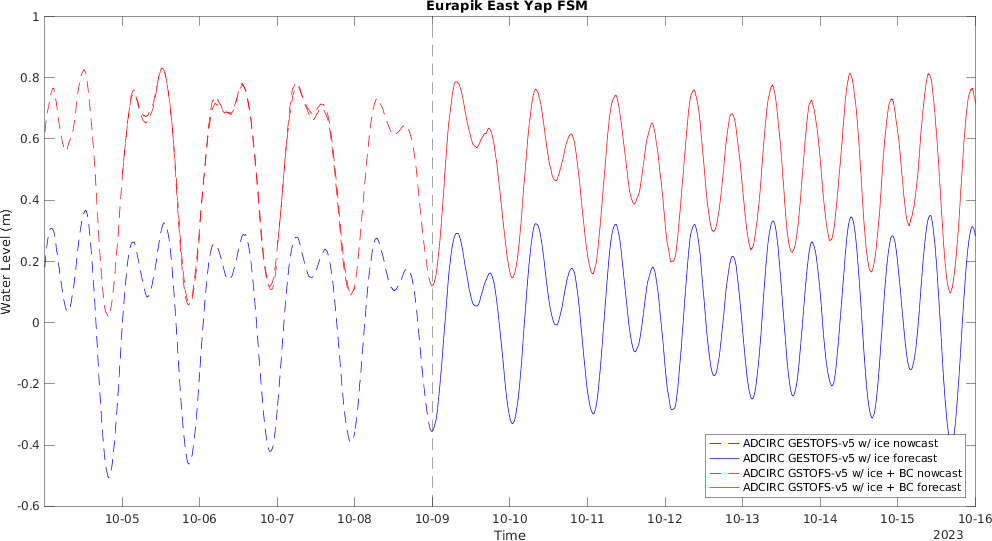 Eurapik East Yap FSM
1
0.8
0.6
0.4
0.2
0
-0.2
-0.4
-0.6
Water Level (m)
10-05 10-06 10-07 10-08 10-09 10-10 10-11 10-12 10-13 10-14 10-15 10-16
Time
2023
ADCIRC GESTOFS-v5 w/ ice nowcast
ADCIRC GESTOFS-v5 w/ ice forecast
ADCIRC GSTOFS-v5 w/ ice + BC nowcast
ADCIRC GSTOFS-v5 w/ ice + BC forecast